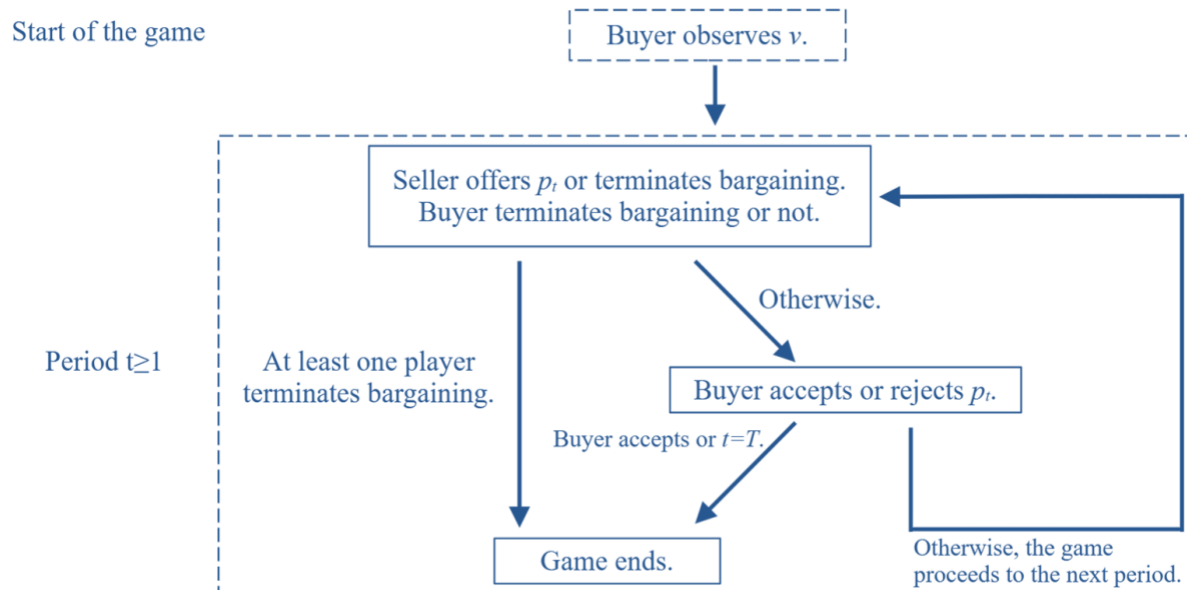 Start of the game
Buyer observes v.
Seller offers pₜ or terminates bargaining.
Buyer terminates bargaining or not.
Otherwise.
Period t≥1
At least one player
terminates bargaining.
Buyer accepts or rejects pₜ.
Buyer accepts or t=T.
Game ends.
Otherwise, the game
proceeds to the next period.